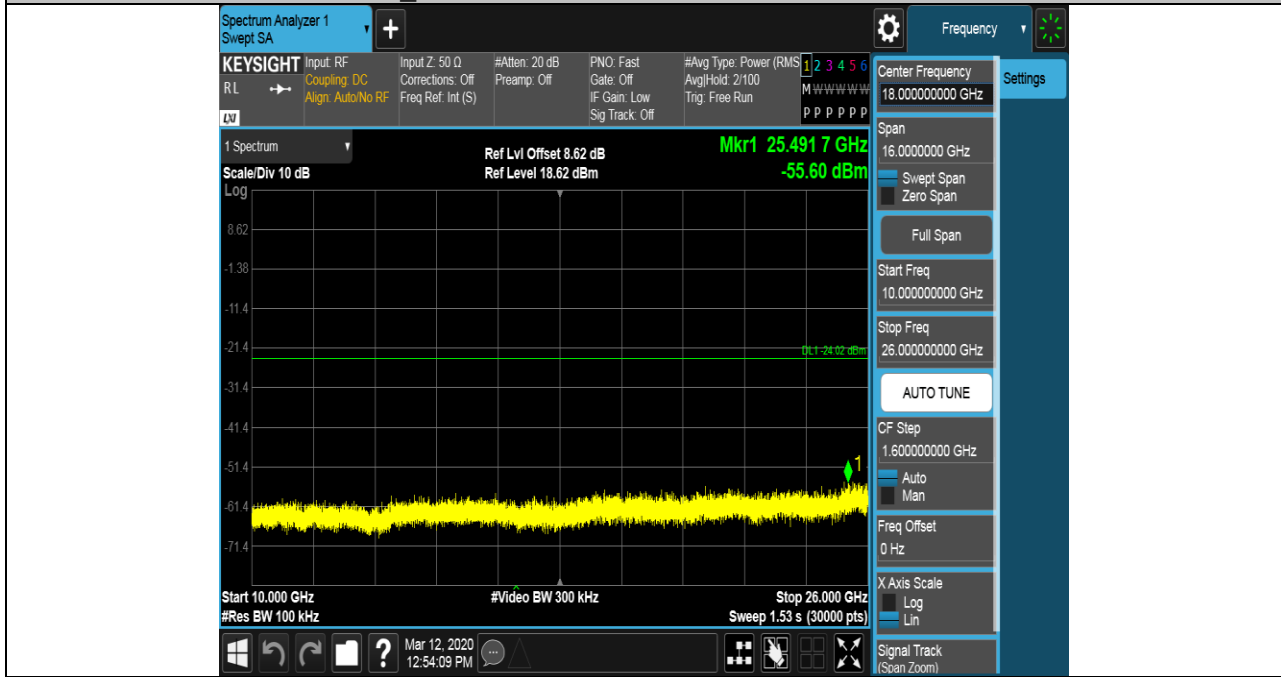 Spectrum Analyzer 1
Swept SA
Frequency
KEYSIGHT
RL
LXI
Input: RF
Coupling: DC
Align: Auto/No RF
Input Z: 50 Ω
Corrections: Off
Freq Ref: Int (S)
#Atten: 20 dB
Preamp: Off
PNO: Fast
Gate: Off
IF Gain: Low
Sig Track: Off
#Avg Type: Power (RMS
Avg|Hold: 2/100
Trig: Free Run
1 2 3 4 5 6
M W W W W W
P P P P P P
Settings
1 Spectrum
Scale/Div 10 dB
Ref Lvl Offset 8.62 dB
Ref Level 18.62 dBm
Mkr1 25.491 7 GHz
-55.60 dBm
Log
8.62
-1.38
-11.4
-21.4
DL1 -24.02 dBm
-31.4
-41.4
-51.4
1
-61.4
-71.4
Start 10.000 GHz
#Video BW 300 kHz
Stop 26.000 GHz
#Res BW 100 kHz
Sweep 1.53 s (30000 pts)
Center Frequency
18.000000000 GHz
Span
16.0000000 GHz
Swept Span
Zero Span
Full Span
Start Freq
10.000000000 GHz
Stop Freq
26.000000000 GHz
AUTO TUNE
CF Step
1.600000000 GHz
Auto
Man
Freq Offset
0 Hz
X Axis Scale
Log
Lin
Signal Track
(Span Zoom)
?
Mar 12, 2020
12:54:09 PM